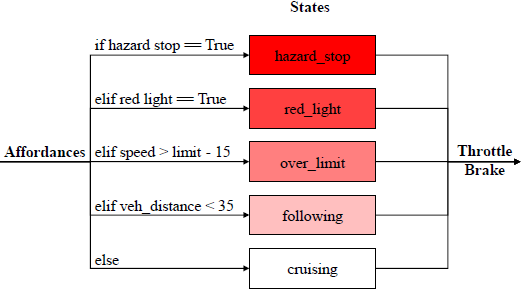 States
if hazard stop == True
hazard_stop
elif red light == True
red_light
Affordances
elif speed > limit - 15
over_limit
Throttle
Brake
elif veh_distance < 35
following
else
cruising